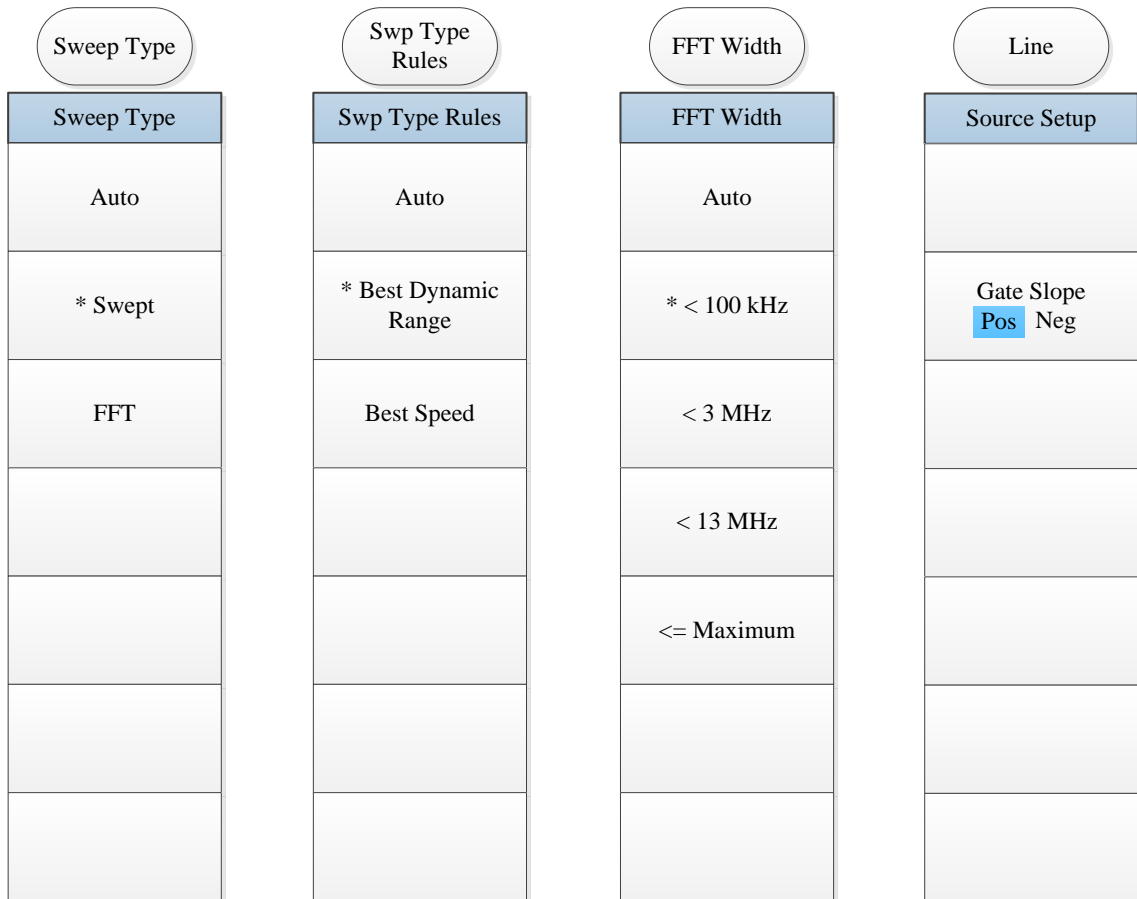 Sweep Type
Sweep Type
Auto
* Swept
FFT
Swp Type
Rules
Swp Type Rules
Auto
* Best Dynamic
Range
Best Speed
FFT Width
FFT Width
Auto
* < 100 kHz
< 3 MHz
< 13 MHz
<= Maximum
Line
Source Setup
Gate Slope
Pos Neg